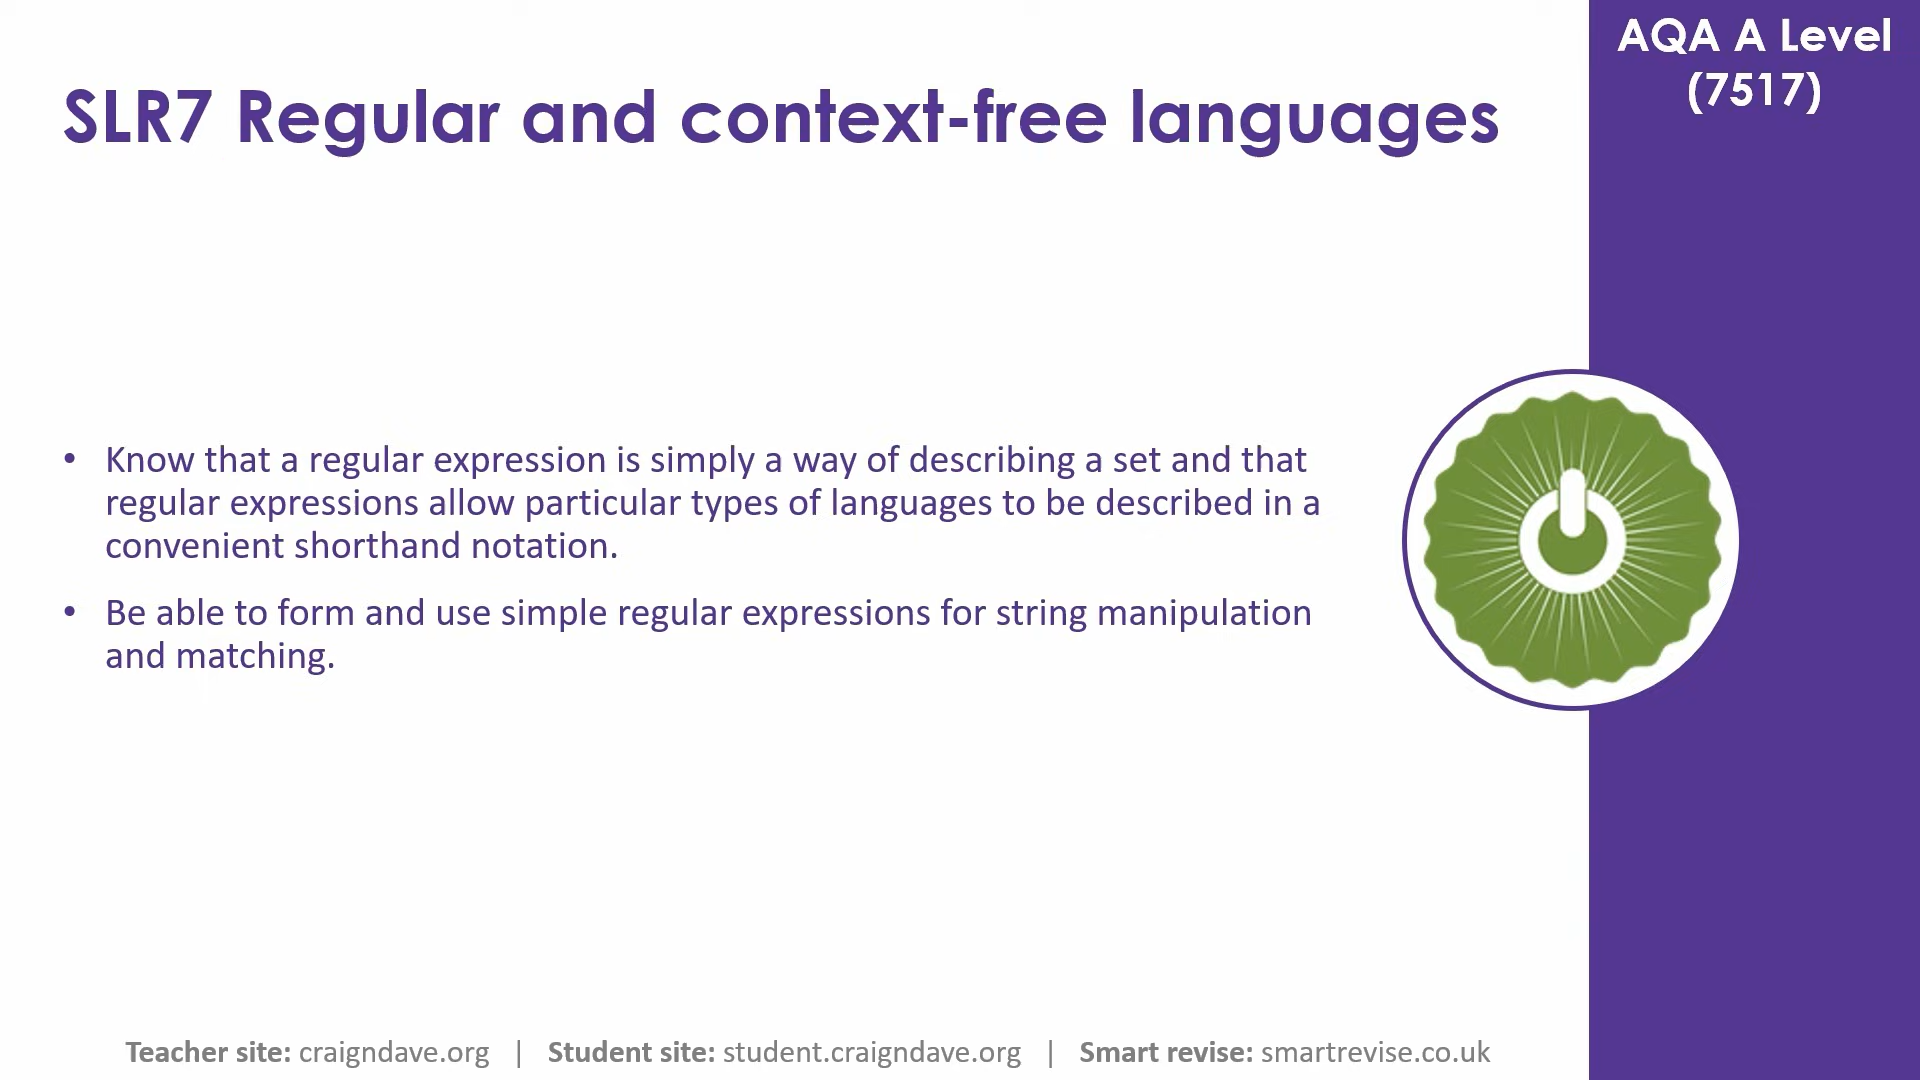 AQA A Level
(7517)
SLR7 Regular and context-free languages
• Know that a regular expression is simply a way of describing a set and that
regular expressions allow particular types of languages to be described in a
convenient shorthand notation.
• Be able to form and use simple regular expressions for string manipulation
and matching.
Teacher site: craigndave.org | Student site: student.craigndave.org | Smart revise: smartrevise.co.uk